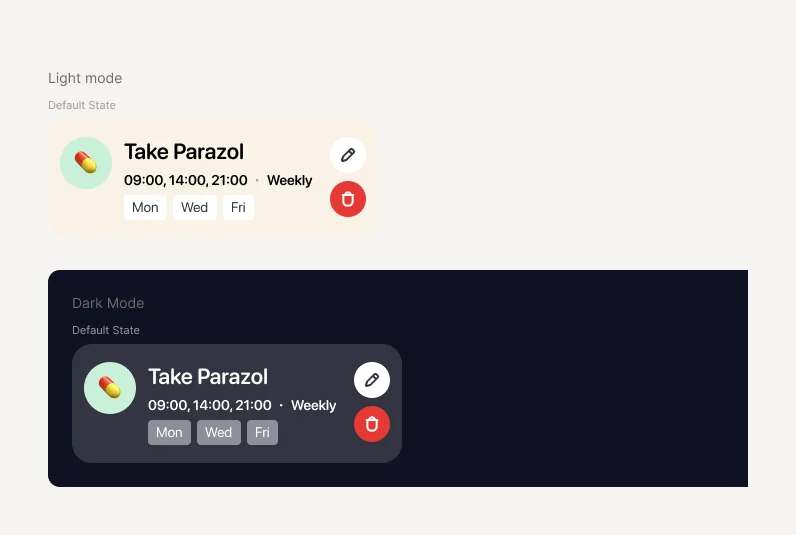 Light mode
Default State
Take Parazol
09:00, 14:00, 21:00 · Weekly
Mon Wed Fri
Dark Mode
Default State
Take Parazol
09:00, 14:00, 21:00 · Weekly
Mon Wed Fri